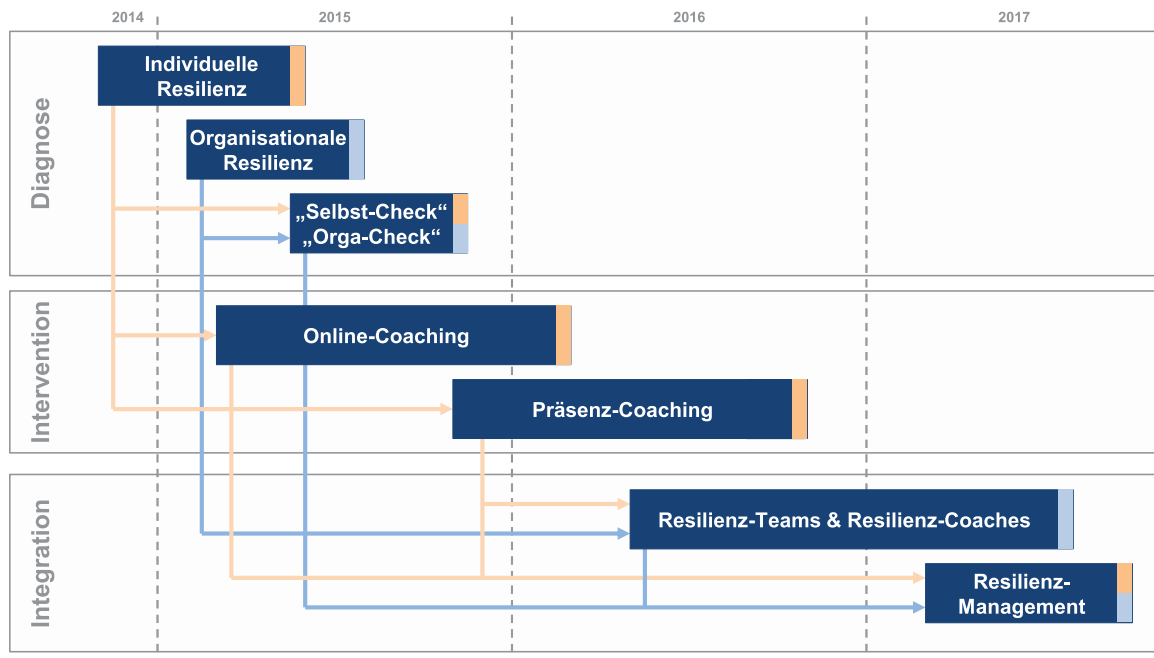 2014
2015
2016
2017
Diagnose
Individuelle
Resilienz
Organisationale
Resilienz
„Selbst-Check“
„Orga-Check“
Intervention
Online-Coaching
Präsenz-Coaching
Integration
Resilienz-Teams & Resilienz-Coaches
Resilienz-
Management